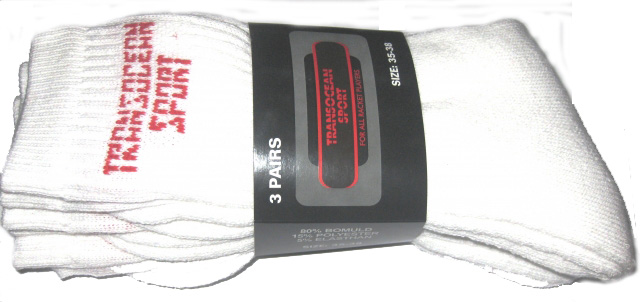 TRANSOCEAN
SPORT
3 PAIRS
TRANSOCEAN
SPORT
FOR ALL RACKET PLAYERS
SIZE: 35-38
80% BOMULD
15% POLYESTER
5% ELASTHAN